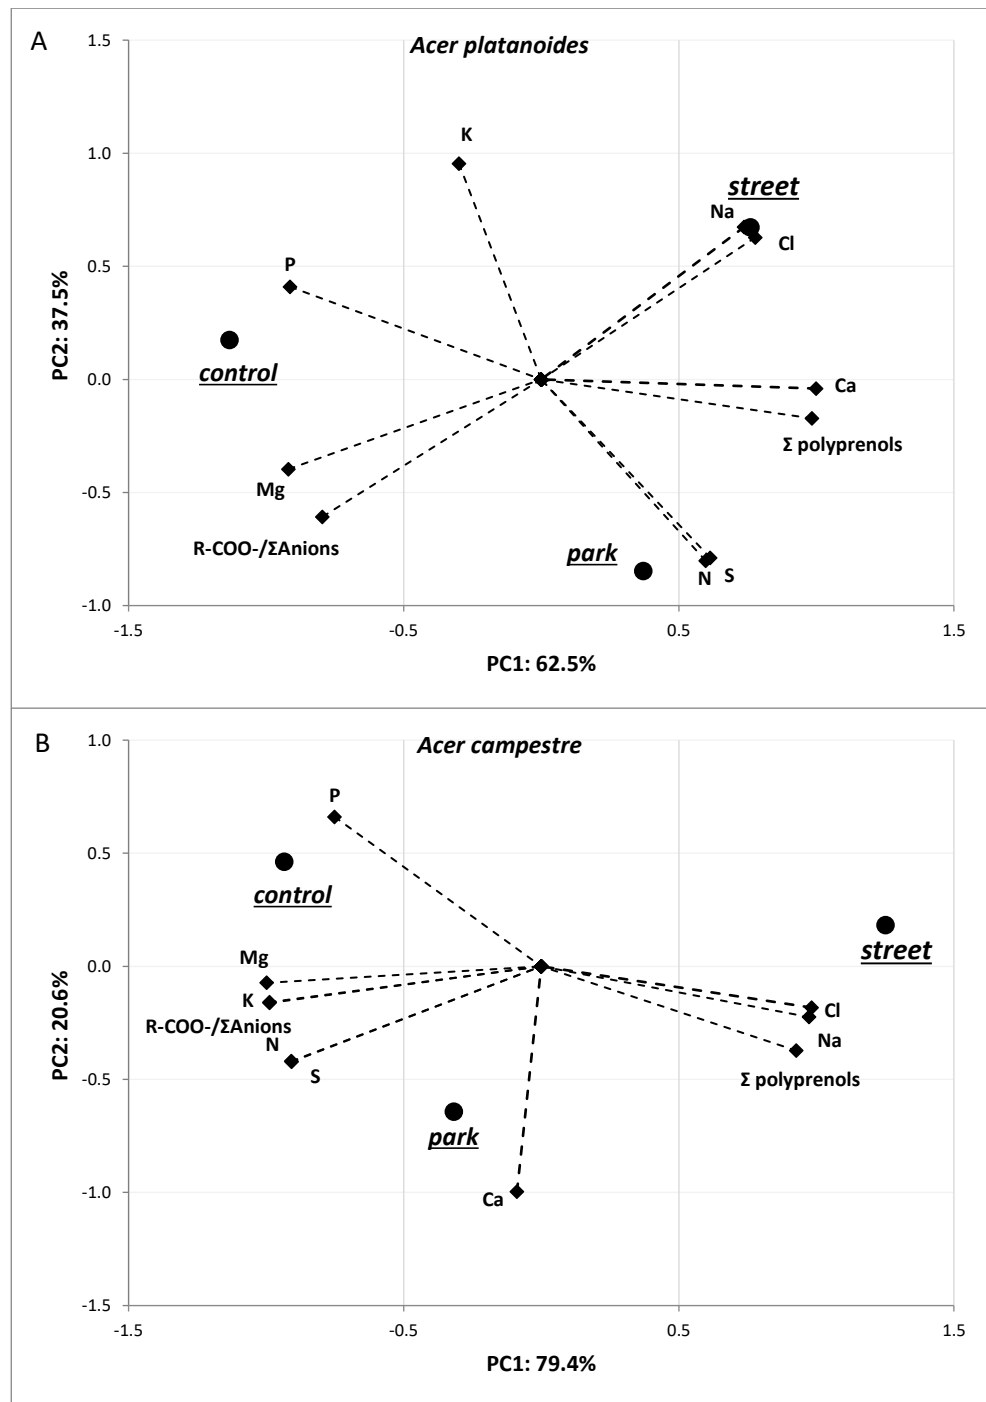 A
Acer platanoides
1.5
K
1.0
street
Na
Cl
0.5
P
control
PC2: 37.5%
0.0
Ca
Σ polyprenols
Mg
-0.5
R-COO-/ΣAnions
park
N
S
-1.0
-1.5
-0.5
0.5
1.5
PC1: 62.5%
B
Acer campestre
1.0
P
0.5
control
street
Mg
0.0
K
Cl
R-COO-/ΣAnions
Na
N
PC2: 20.6%
S
Σ polyprenols
-0.5
park
Ca
-1.0
-1.5
-1.5
-0.5
0.5
1.5
PC1: 79.4%